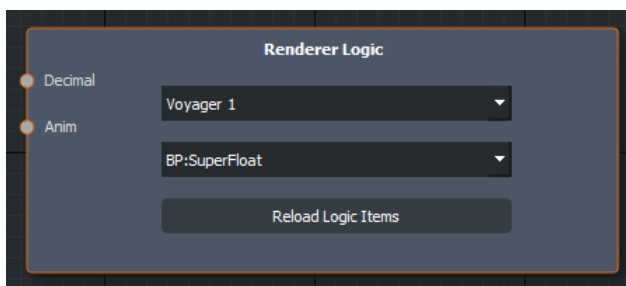 Renderer Logic
Decimal
Voyager 1
Anim
BP:SuperFloat
Reload Logic Items